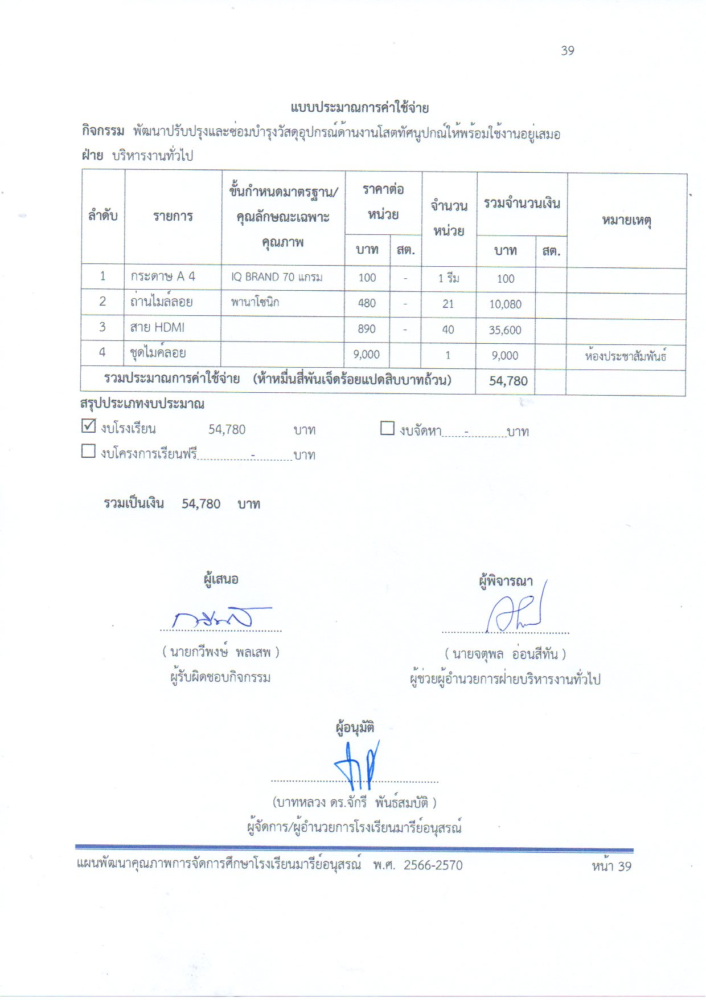 39
แบบประมาณการค่าใช้จ่าย
กิจกรรม พัฒนาปรับปรุงและซ่อมบำรุงวัสดุอุปกรณ์ด้านงานโสตทัศนูปกณ์ให้พร้อมใช้งานอยู่เสมอ
ฝ่าย บริหารงานทั่วไป
ลำดับ รายการ ขั้นกำหนดมาตรฐาน/คุณลักษณะเฉพาะ คุณภาพ ราคาต่อหน่วย จำนวนหน่วย รวมจำนวนเงิน หมายเหตุ
บาท สต. บาท สต.
1 กระดาษ A 4 IQ BRAND 70 แกรม 100 - 1 รีม 100
2 ถ่านไมล์ลอย พานาโซนิก 480 - 21 10,080
3 สาย HDMI 890 - 40 35,600
4 ชุดไมค์ลอย 9,000 1 9,000 ห้องประชาสัมพันธ์
รวมประมาณการค่าใช้จ่าย (ห้าหมื่นสี่พันเจ็ดร้อยแปดสิบบาทถ้วน) 54,780
สรุปประเภทงบประมาณ
☑ งบโรงเรียน 54,780 บาท ☐ งบจัดหา......-..........บาท
☐ งบโครงการเรียนฟรี...............-..........บาท
รวมเป็นเงิน 54,780 บาท
ผู้เสนอ ผู้พิจารณา
( นายกวีพงษ์ พลเสพ ) ( นายจตุพล อ่อนสีทัน )
ผู้รับผิดชอบกิจกรรม ผู้ช่วยผู้อำนวยการฝ่ายบริหารงานทั่วไป
ผู้อนุมัติ
(บาทหลวง ดร.จักรี พันธ์สมบัติ )
ผู้จัดการ/ผู้อำนวยการโรงเรียนมารีย์อนุสรณ์
แผนพัฒนาคุณภาพการจัดการศึกษาโรงเรียนมารีย์อนุสรณ์ พ.ศ. 2566-2570 หน้า 39